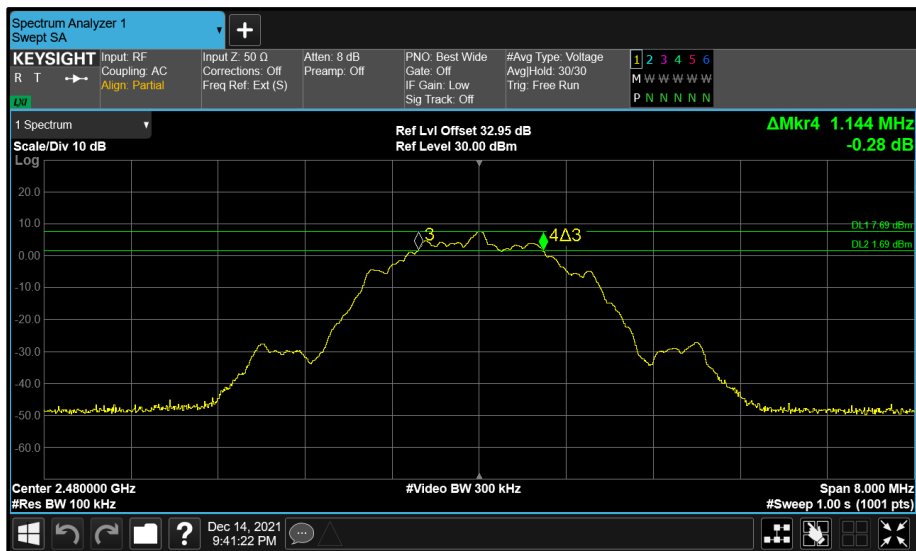 Spectrum Analyzer 1
Swept SA
KEYSIGHT
R T
LXI
Input: RF
Coupling: AC
Align: Partial
Input Z: 50 Ω
Corrections: Off
Freq Ref: Ext (S)
Atten: 8 dB
Preamp: Off
PNO: Best Wide
Gate: Off
IF Gain: Low
Sig Track: Off
#Avg Type: Voltage
Avg|Hold: 30/30
Trig: Free Run
1 2 3 4 5 6
M W W W W W
P N N N N N
1 Spectrum
Scale/Div 10 dB
Ref Lvl Offset 32.95 dB
Ref Level 30.00 dBm
ΔMkr4 1.144 MHz
-0.28 dB
Log
20.0
10.0
0.00
-10.0
-20.0
-30.0
-40.0
-50.0
-60.0
3
4Δ3
DL1 7.69 dBm
DL2 1.69 dBm
Center 2.480000 GHz
#Video BW 300 kHz
Span 8.000 MHz
#Res BW 100 kHz
#Sweep 1.00 s (1001 pts)
?
Dec 14, 2021
9:41:22 PM